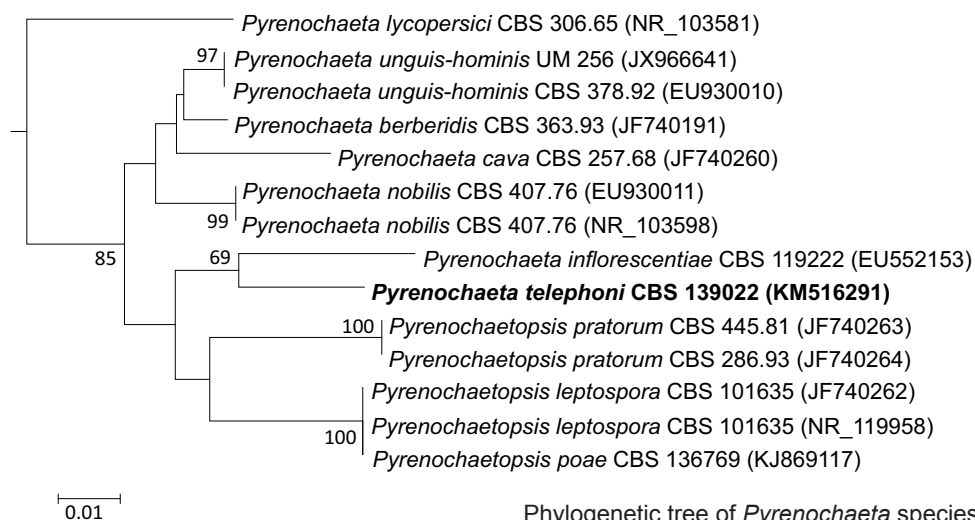 Pyrenochaeta lycopersici CBS 306.65 (NR_103581)
97
Pyrenochaeta unguis-hominis UM 256 (JX966641)
Pyrenochaeta unguis-hominis CBS 378.92 (EU930010)
Pyrenochaeta berberidis CBS 363.93 (JF740191)
Pyrenochaeta cava CBS 257.68 (JF740260)
Pyrenochaeta nobilis CBS 407.76 (EU930011)
99
Pyrenochaeta nobilis CBS 407.76 (NR_103598)
85
69
Pyrenochaeta inflorescentiae CBS 119222 (EU552153)
Pyrenochaeta telephoni CBS 139022 (KM516291)
100
Pyrenochaetopsis pratorum CBS 445.81 (JF740263)
Pyrenochaetopsis pratorum CBS 286.93 (JF740264)
Pyrenochaetopsis leptospora CBS 101635 (JF740262)
Pyrenochaetopsis leptospora CBS 101635 (NR_119958)
100
Pyrenochaetopsis poae CBS 136769 (KJ869117)
0.01
Phylogenetic tree of Pyrenochaeta species